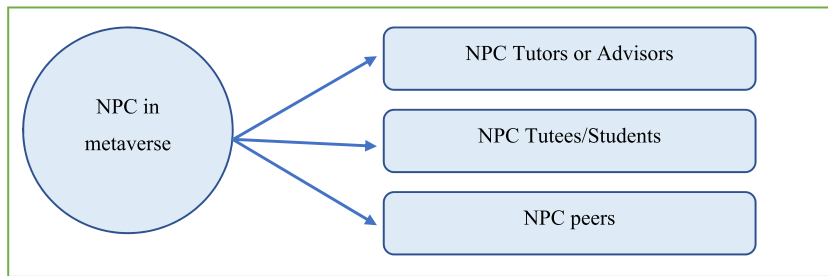 NPC in
metaverse
NPC Tutors or Advisors
NPC Tutees/Students
NPC peers